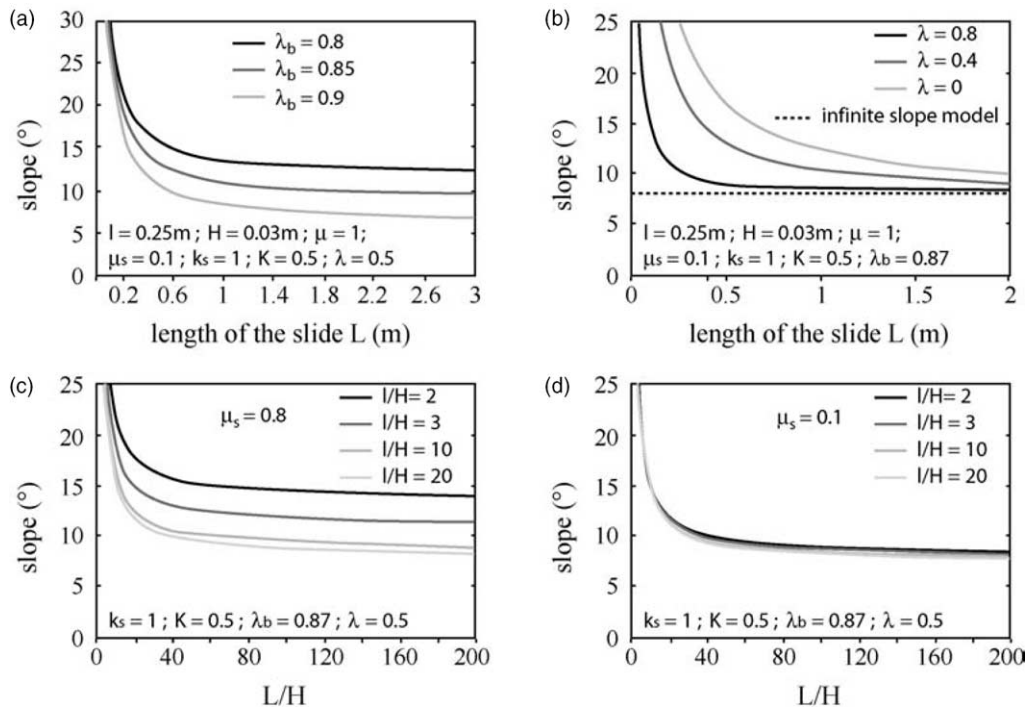 (a)
30
25
20
15
10
5
0
slope (°)
λb = 0.8
λb = 0.85
λb = 0.9
l = 0.25m ; H = 0.03m ; μ = 1;
μs = 0.1 ; ks = 1 ; K = 0.5 ; λ = 0.5
0.2 0.6 1 1.4 1.8 2.2 2.6 3
length of the slide L (m)
(b)
25
20
15
10
5
0
slope (°)
λ = 0.8
λ = 0.4
λ = 0
infinite slope model
l = 0.25m ; H = 0.03m ; μ = 1;
μs = 0.1 ; ks = 1 ; K = 0.5 ; λb = 0.87
0 0.5 1 1.5 2
length of the slide L (m)
(c)
25
20
15
10
5
0
slope (°)
μs = 0.8
l/H= 2
l/H = 3
l/H = 10
l/H = 20
ks = 1 ; K = 0.5 ; λb = 0.87 ; λ = 0.5
0 40 80 120 160 200
L/H
(d)
25
20
15
10
5
0
slope (°)
μs = 0.1
l/H= 2
l/H = 3
l/H = 10
l/H = 20
ks = 1 ; K = 0.5 ; λb = 0.87 ; λ = 0.5
0 40 80 120 160 200
L/H